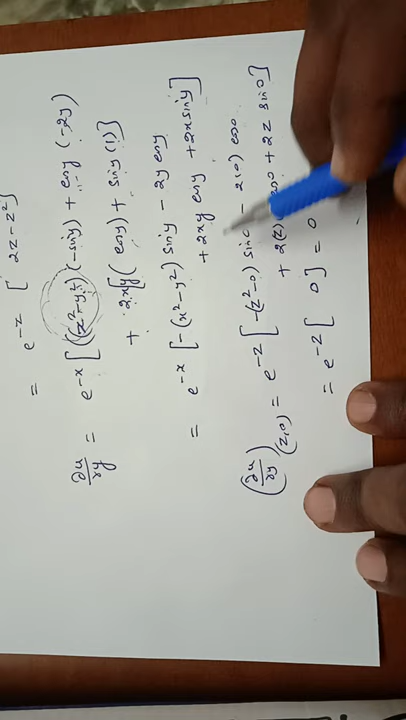 = e^-z [ 2z - z^2 ]
∂u/∂y = e^-x [ (x^2 - y^2) (-sin y) + cos y (-2y)
+ 2x[y ( cos y) + sin y (1)]
= e^-x [ -(x^2 - y^2) sin y - 2y cos y
+ 2xy cos y + 2x sin y ]
(∂u/∂y)(z,0) = e^-z [ -(z^2 - 0) sin 0 - 2(0) cos 0
+ 2(z) cos 0 + 2z sin 0 ]
= e^-z [ 0 ] = 0